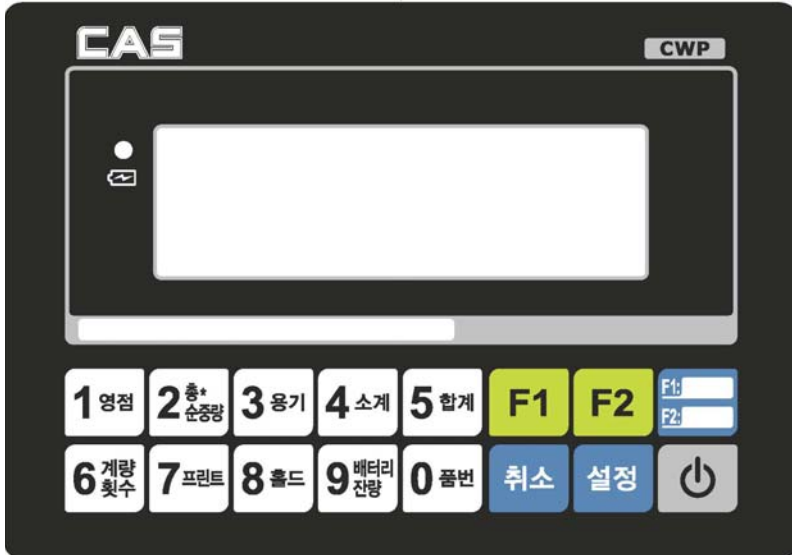 CAS
CWP
1 영점
2 총*
순중량
3 용기
4 소계
5 합계
F1
F2
F1:
F2:
6 계량
횟수
7 프린트
8 홀드
9 배터리
잔량
0 품번
취소
설정